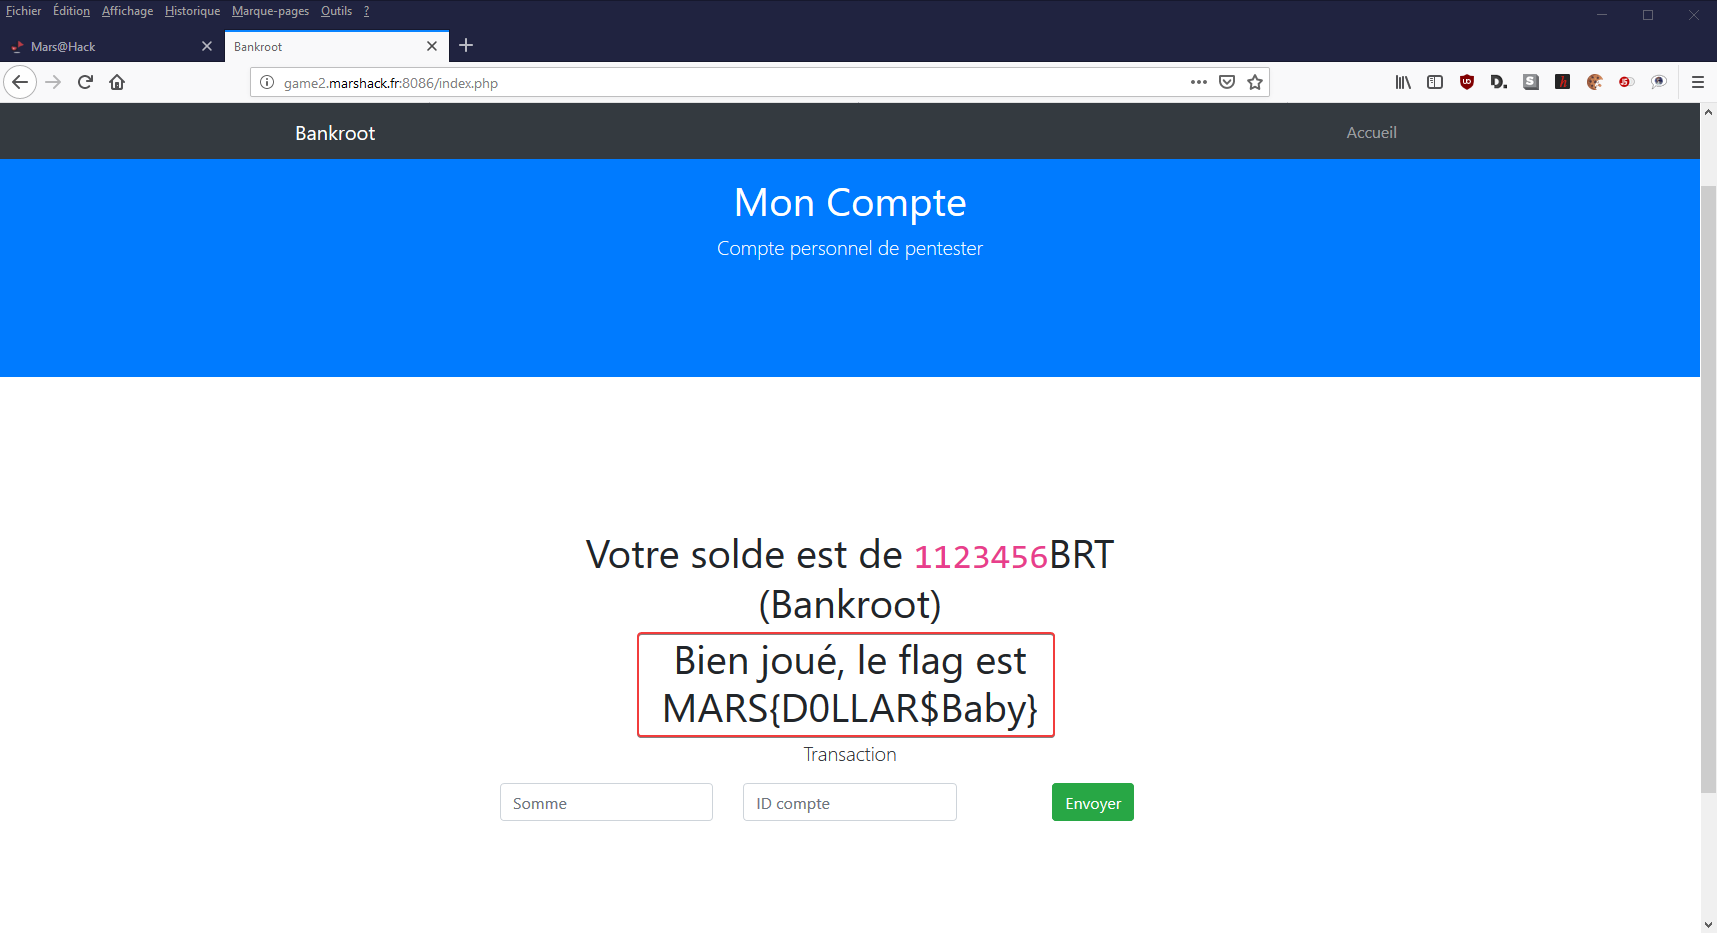 Fichier Édition Affichage Historique Marque-pages Outils ?
Mars@Hack
Bankroot
game2.marshack.fr:8086/index.php
Bankroot
Accueil
Mon Compte
Compte personnel de pentester
Votre solde est de 1123456BRT
(Bankroot)
Bien joué, le flag est
MARS{D0LLAR$Baby}
Transaction
Somme
ID compte
Envoyer